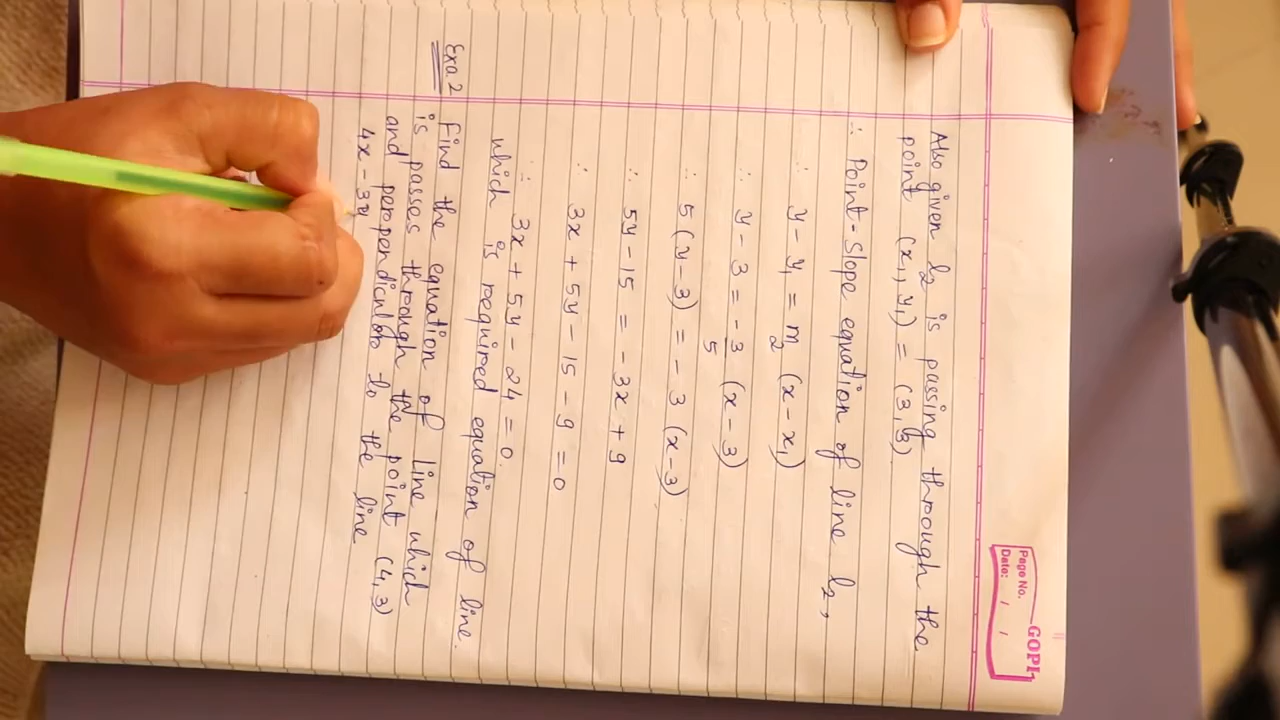 GOPI
Page No.
Date: / /
Also given l₂ is passing through the
point (x₁, y₁) = (3,3)
∴ Point-Slope equation of line l₂,
y - y₁ = m₂ (x - x₁)
∴ y - 3 = -3/5 (x - 3)
∴ 5(y - 3) = - 3 (x - 3)
∴ 5y - 15 = - 3x + 9
∴ 3x + 5y - 15 - 9 = 0
∴ 3x + 5y - 24 = 0.
which is required equation of line.
Exa 2 Find the equation of line which
is passes through the point (4,3)
and perpendicular to the line
4x - 3y